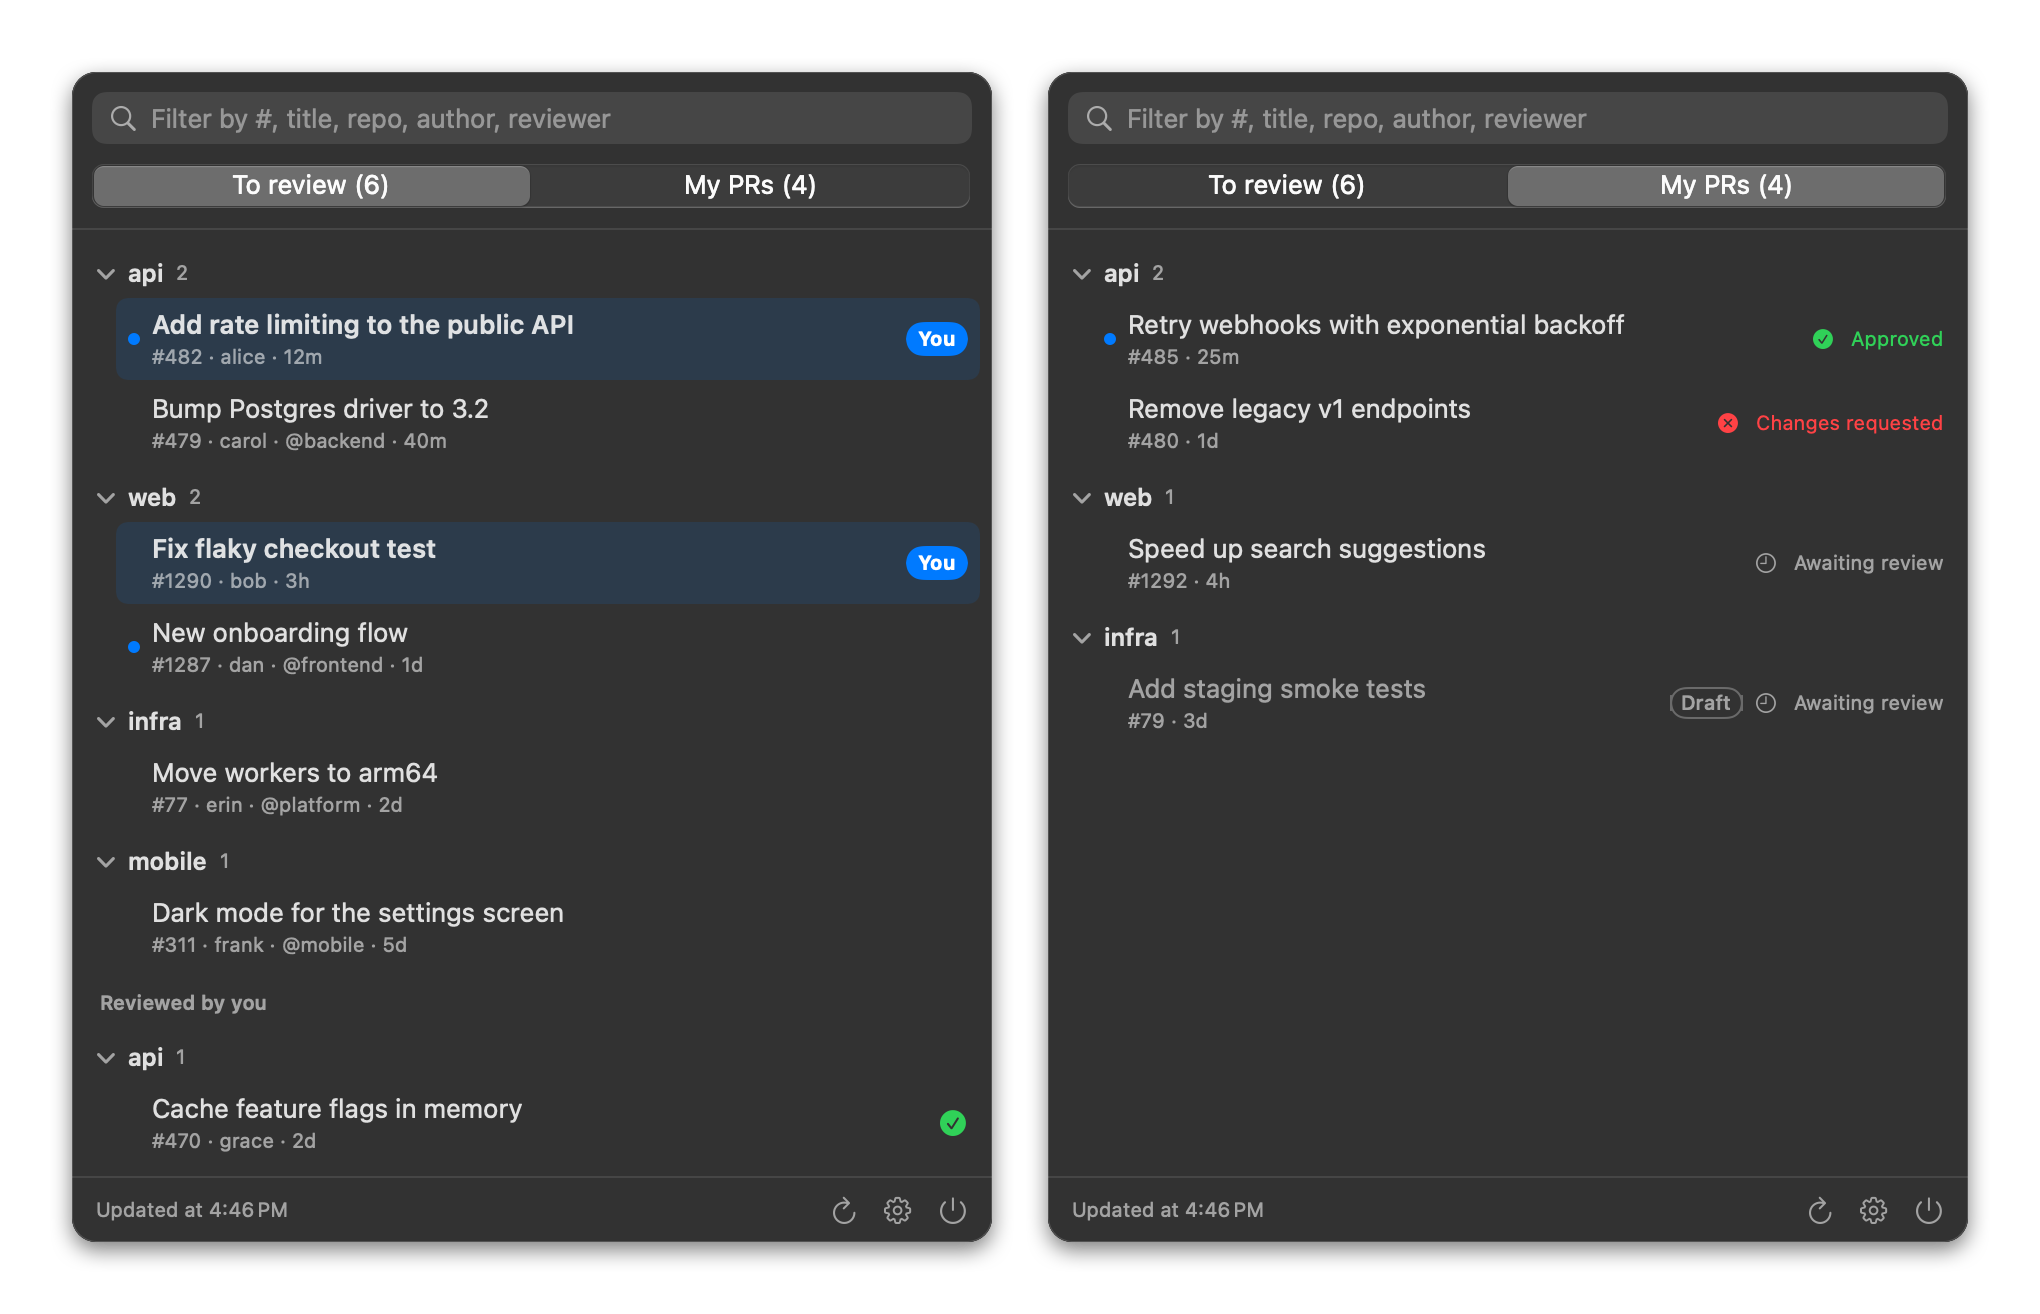 Filter by #, title, repo, author, reviewer
To review (6)
My PRs (4)
api 2
Add rate limiting to the public API
#482 · alice · 12m
You
Bump Postgres driver to 3.2
#479 · carol · @backend · 40m
web 2
Fix flaky checkout test
#1290 · bob · 3h
You
New onboarding flow
#1287 · dan · @frontend · 1d
infra 1
Move workers to arm64
#77 · erin · @platform · 2d
mobile 1
Dark mode for the settings screen
#311 · frank · @mobile · 5d
Reviewed by you
api 1
Cache feature flags in memory
#470 · grace · 2d
Updated at 4:46 PM
Filter by #, title, repo, author, reviewer
To review (6)
My PRs (4)
api 2
Retry webhooks with exponential backoff
#485 · 25m
Approved
Remove legacy v1 endpoints
#480 · 1d
Changes requested
web 1
Speed up search suggestions
#1292 · 4h
Awaiting review
infra 1
Add staging smoke tests
#79 · 3d
Draft
Awaiting review
Updated at 4:46 PM